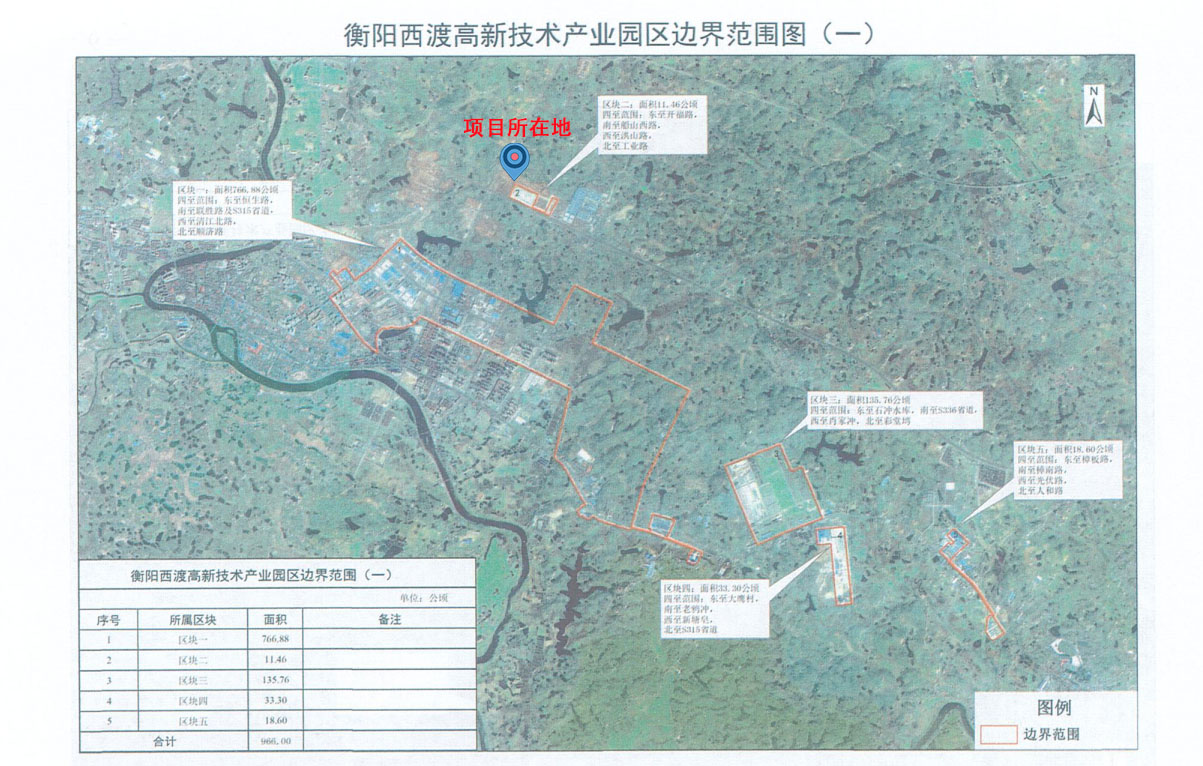 衡阳西渡高新技术产业园区边界范围图（一）
N
项目所在地
区块二：面积11.46公顷
四至范围：东至开福路，
南至船山西路，
西至洪山路，
北至工业路
2
区块一：面积766.88公顷
四至范围：东至恒生路，
南至联胜路及S315省道，
西至清江北路，
北至顺济路
1
区块三：面积135.76公顷
四至范围：东至石冲水库，南至S336省道，
西至肖家冲，北至彩堂塆
3
区块五：面积18.60公顷
四至范围：东至樟板路，
南至樟南路，
西至光伏路，
北至人和路
5
4
区块四：面积33.30公顷
四至范围：东至大鹰村，
南至老鸦冲，
西至新塘皂，
北至S315省道
衡阳西渡高新技术产业园区边界范围（一）
单位：公顷
序号 所属区块 面积 备注
1 区块一 766.88
2 区块二 11.46
3 区块三 135.76
4 区块四 33.30
5 区块五 18.60
合计 966.00
图例
边界范围